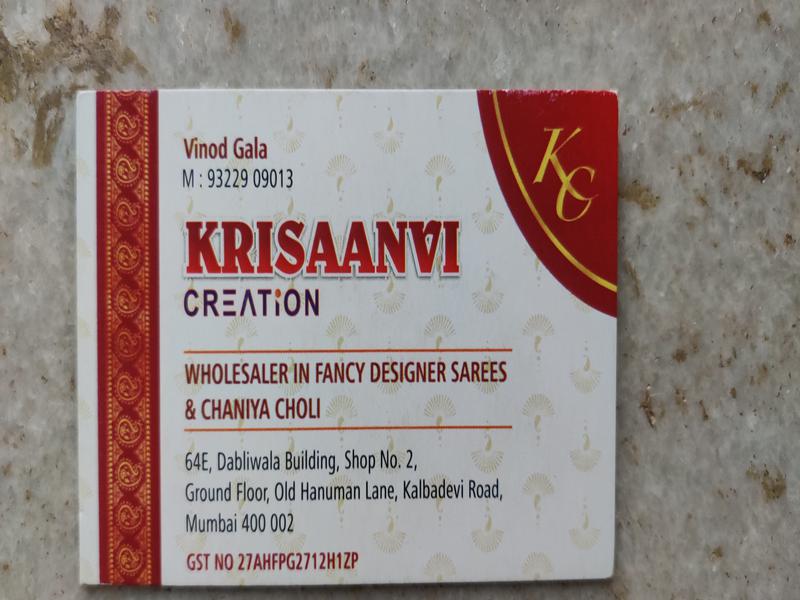 Vinod Gala
M : 93229 09013
KC
KRISAANVI
CREATION
WHOLESALER IN FANCY DESIGNER SAREES
& CHANIYA CHOLI
64E, Dabliwala Building, Shop No. 2,
Ground Floor, Old Hanuman Lane, Kalbadevi Road,
Mumbai 400 002
GST NO 27AHFPG2712H1ZP